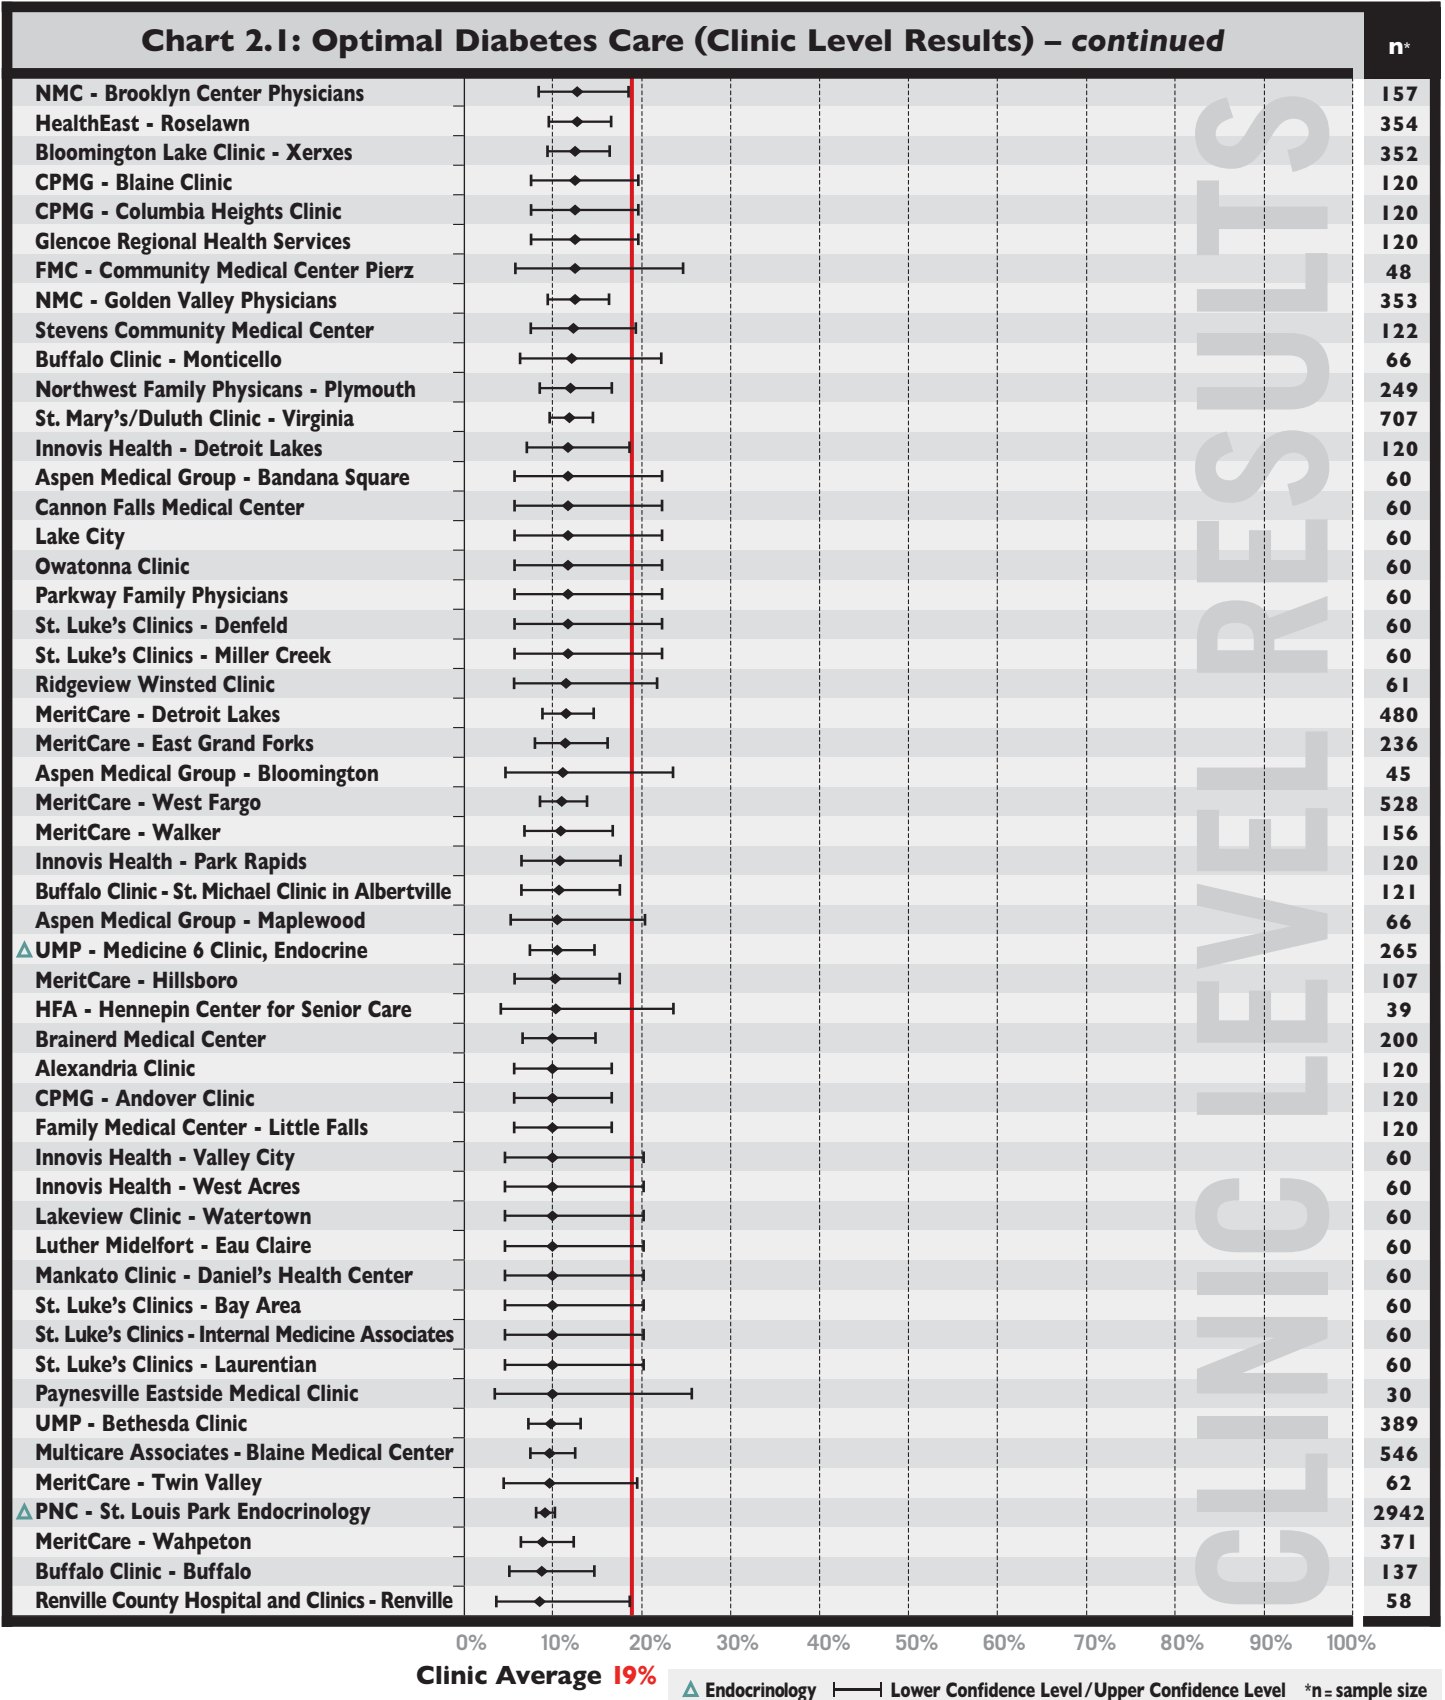 Chart 2.1: Optimal Diabetes Care (Clinic Level Results) – continued n*
NMC - Brooklyn Center Physicians 157
HealthEast - Roselawn 354
Bloomington Lake Clinic - Xerxes 352
CPMG - Blaine Clinic 120
CPMG - Columbia Heights Clinic 120
Glencoe Regional Health Services 120
FMC - Community Medical Center Pierz 48
NMC - Golden Valley Physicians 353
Stevens Community Medical Center 122
Buffalo Clinic - Monticello 66
Northwest Family Physicans - Plymouth 249
St. Mary's/Duluth Clinic - Virginia 707
Innovis Health - Detroit Lakes 120
Aspen Medical Group - Bandana Square 60
Cannon Falls Medical Center 60
Lake City 60
Owatonna Clinic 60
Parkway Family Physicians 60
St. Luke's Clinics - Denfeld 60
St. Luke's Clinics - Miller Creek 60
Ridgeview Winsted Clinic 61
MeritCare - Detroit Lakes 480
MeritCare - East Grand Forks 236
Aspen Medical Group - Bloomington 45
MeritCare - West Fargo 528
MeritCare - Walker 156
Innovis Health - Park Rapids 120
Buffalo Clinic - St. Michael Clinic in Albertville 121
Aspen Medical Group - Maplewood 66
UMP - Medicine 6 Clinic, Endocrine 265
MeritCare - Hillsboro 107
HFA - Hennepin Center for Senior Care 39
Brainerd Medical Center 200
Alexandria Clinic 120
CPMG - Andover Clinic 120
Family Medical Center - Little Falls 120
Innovis Health - Valley City 60
Innovis Health - West Acres 60
Lakeview Clinic - Watertown 60
Luther Midelfort - Eau Claire 60
Mankato Clinic - Daniel's Health Center 60
St. Luke's Clinics - Bay Area 60
St. Luke's Clinics - Internal Medicine Associates 60
St. Luke's Clinics - Laurentian 60
Paynesville Eastside Medical Clinic 30
UMP - Bethesda Clinic 389
Multicare Associates - Blaine Medical Center 546
MeritCare - Twin Valley 62
PNC - St. Louis Park Endocrinology 2942
MeritCare - Wahpeton 371
Buffalo Clinic - Buffalo 137
Renville County Hospital and Clinics - Renville 58
CLINIC LEVEL RESULTS
0% 10% 20% 30% 40% 50% 60% 70% 80% 90% 100%
Clinic Average 19%
Endocrinology Lower Confidence Level/Upper Confidence Level *n = sample size